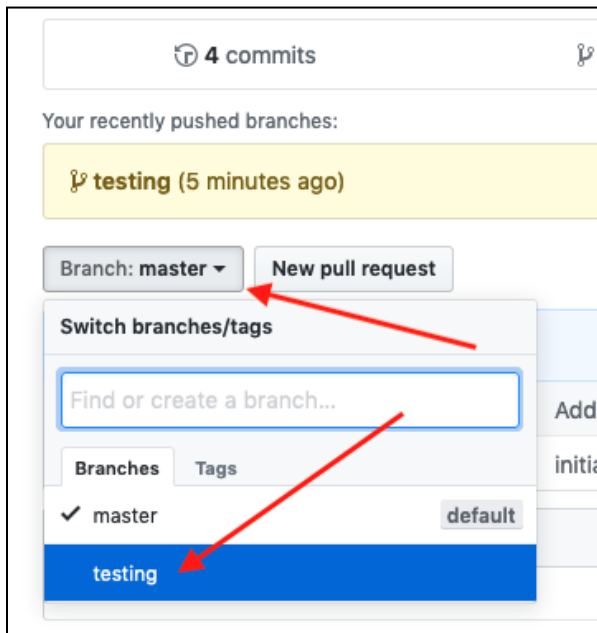 4 commits
Your recently pushed branches:
testing (5 minutes ago)
Branch: master
New pull request
Switch branches/tags
Find or create a branch...
Add
Branches Tags
initia
master default
testing